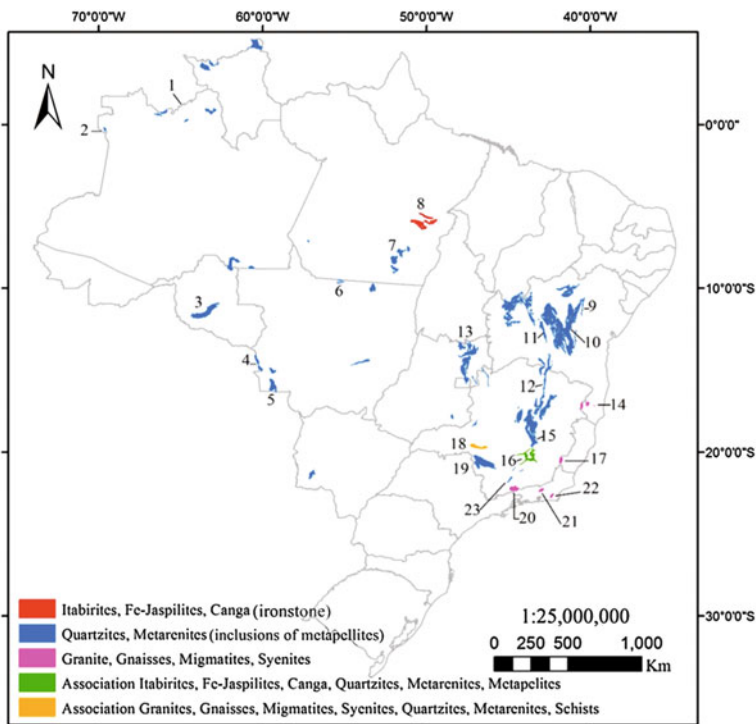 70°0'0"W
60°0'0"W
50°0'0"W
40°0'0"W
N
1
2
0°0'0"
8
7
6
3
10°0'0"S
9
10
11
13
4
5
12
14
15
18
16
17
19
20°0'0"S
23
20
21
22
30°0'0"S
Itabirites, Fe-Jaspilites, Canga (ironstone)
Quartzites, Metarenites (inclusions of metapellites)
Granite, Gnaisses, Migmatites, Syenites
Association Itabirites, Fe-Jaspilites, Canga, Quartzites, Metarenites, Metapelites
Association Granites, Gnaisses, Migmatites, Syenites, Quartzites, Metarenites, Schists
1:25,000,000
0 250 500 1,000
Km